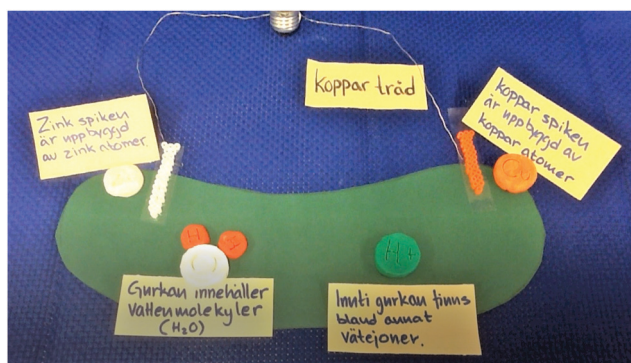 Koppar tråd
Zink spiken
är uppbyggd
av zink atomer.
Koppar spiken
är uppbyggd av
koppar atomer
H
O
H+
Gurkan innehåller
Vattenmolekyler
(H₂O)
Inuti gurkan finns
bland annat
vätejoner.